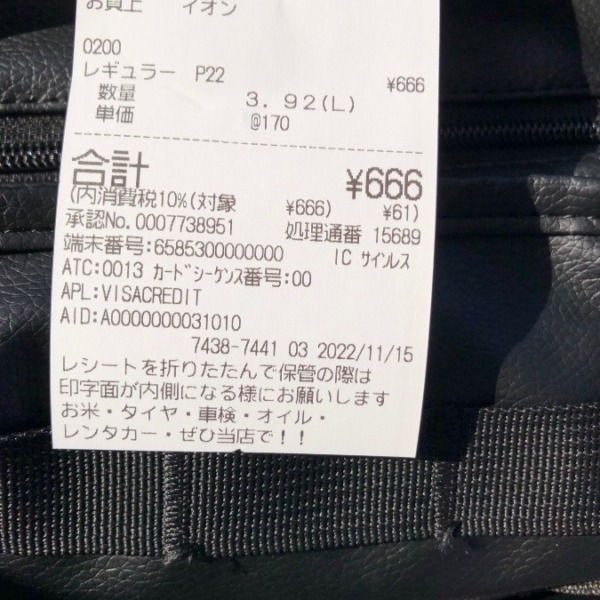 お買上 イオン
0200
レギュラー P22 ¥666
数量 3.92(L)
単価 @170
合計 ¥666
(内消費税10%(対象 ¥666) ¥61)
承認No.0007738951 処理通番 15689
端末番号:6585300000000 IC サインレス
ATC:0013 カードシーケンス番号:00
APL:VISACREDIT
AID:A0000000031010
7438-7441 03 2022/11/15
レシートを折りたたんで保管の際は
印字面が内側になる様にお願いします
お米・タイヤ・車検・オイル・
レンタカー・ぜひ当店で!!